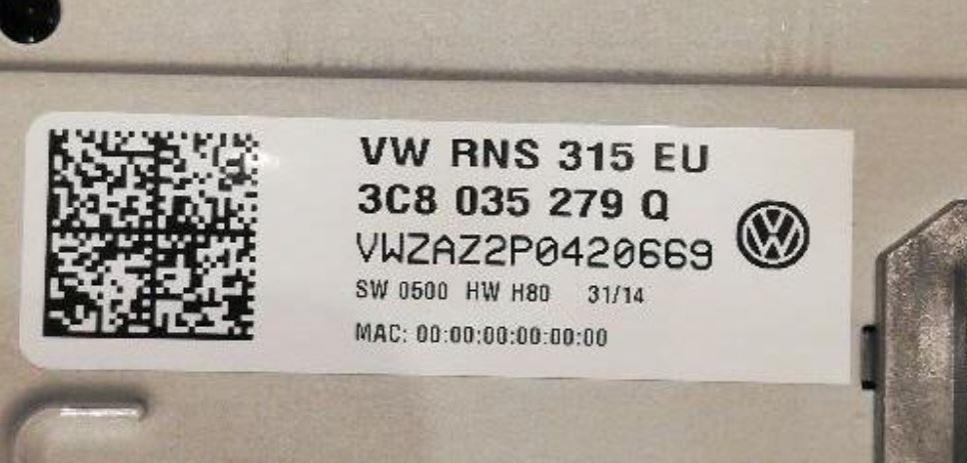 VW RNS 315 EU
3C8 035 279 Q
VWZAZ2P0420669
SW 0500 HW H80 31/14
MAC: 00:00:00:00:00:00